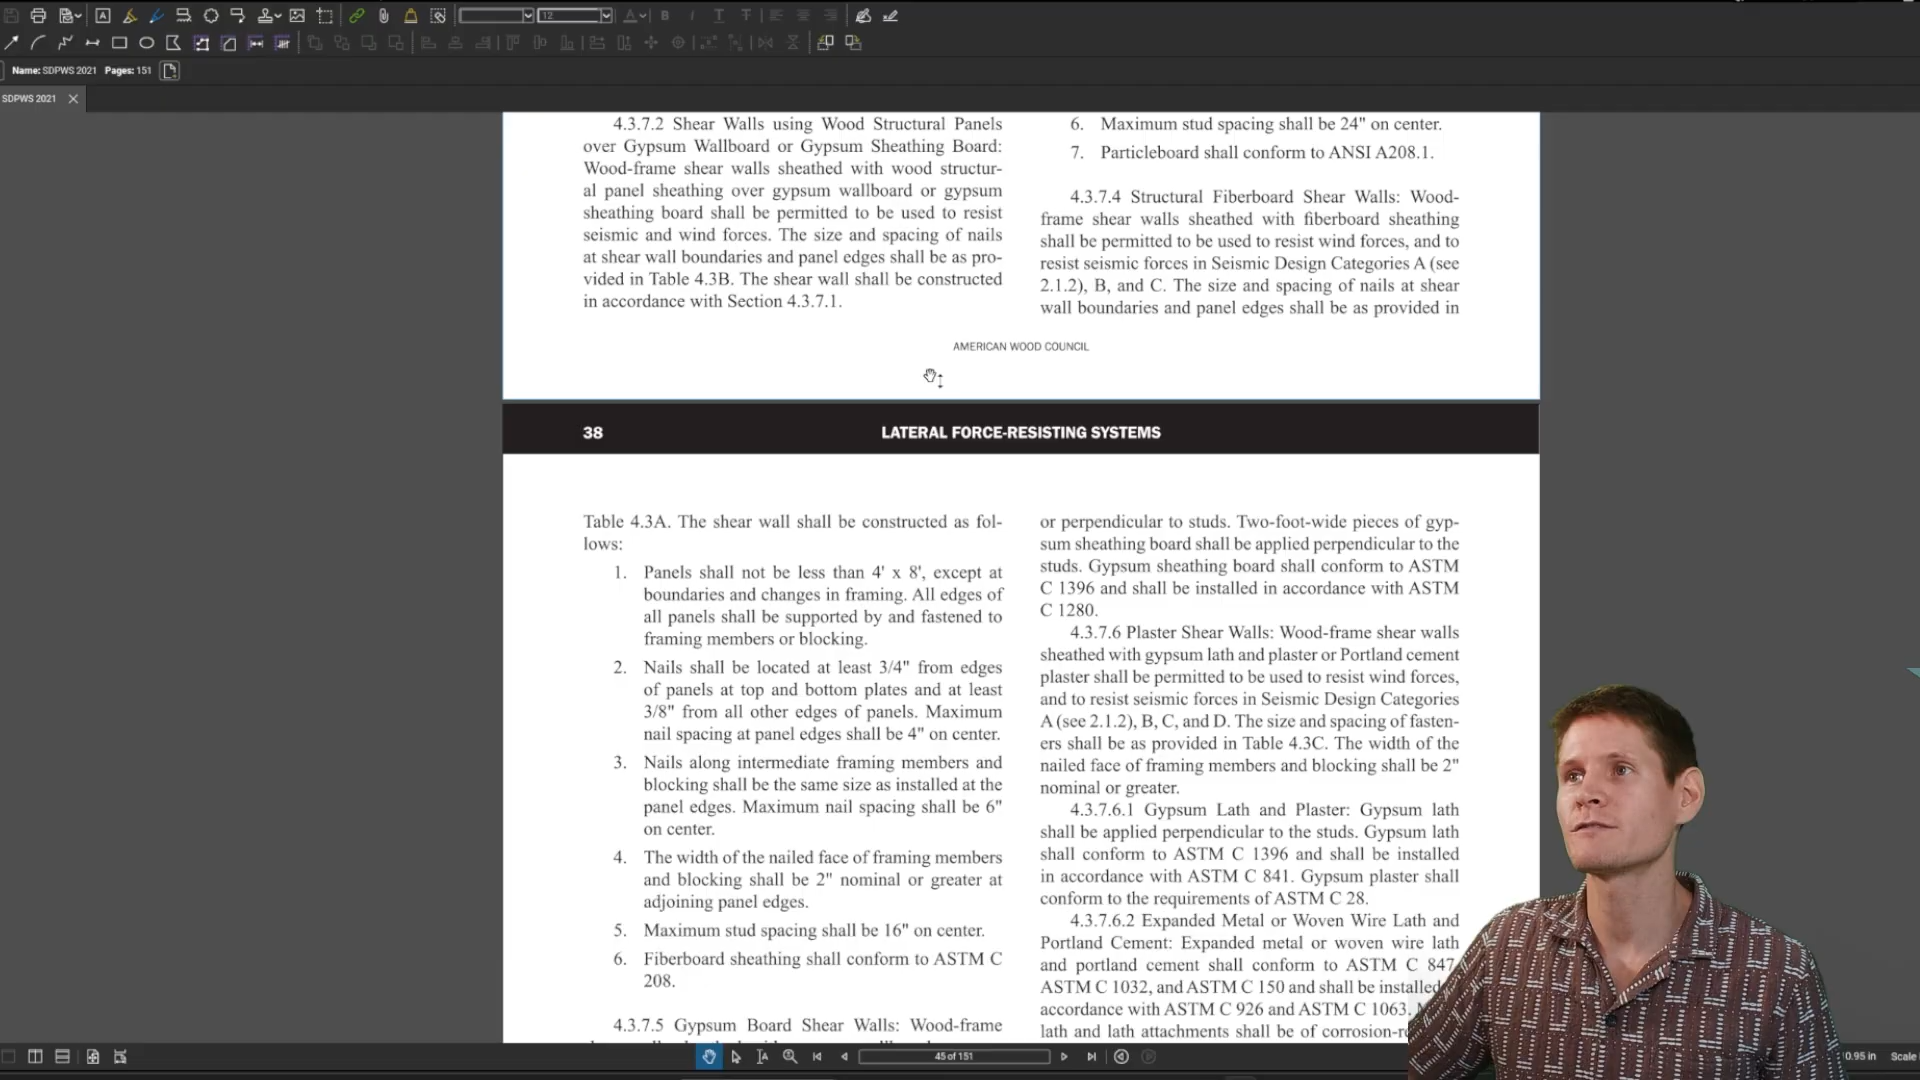 12
Name: SDPWS 2021 Pages: 151
SDPWS 2021
4.3.7.2 Shear Walls using Wood Structural Panels
over Gypsum Wallboard or Gypsum Sheathing Board:
Wood-frame shear walls sheathed with wood structur-
al panel sheathing over gypsum wallboard or gypsum
sheathing board shall be permitted to be used to resist
seismic and wind forces. The size and spacing of nails
at shear wall boundaries and panel edges shall be as pro-
vided in Table 4.3B. The shear wall shall be constructed
in accordance with Section 4.3.7.1.
6. Maximum stud spacing shall be 24" on center.
7. Particleboard shall conform to ANSI A208.1.
4.3.7.4 Structural Fiberboard Shear Walls: Wood-
frame shear walls sheathed with fiberboard sheathing
shall be permitted to be used to resist wind forces, and to
resist seismic forces in Seismic Design Categories A (see
2.1.2), B, and C. The size and spacing of nails at shear
wall boundaries and panel edges shall be as provided in
AMERICAN WOOD COUNCIL
38 LATERAL FORCE-RESISTING SYSTEMS
Table 4.3A. The shear wall shall be constructed as fol-
lows:
1. Panels shall not be less than 4' x 8', except at
boundaries and changes in framing. All edges of
all panels shall be supported by and fastened to
framing members or blocking.
2. Nails shall be located at least 3/4" from edges
of panels at top and bottom plates and at least
3/8" from all other edges of panels. Maximum
nail spacing at panel edges shall be 4" on center.
3. Nails along intermediate framing members and
blocking shall be the same size as installed at the
panel edges. Maximum nail spacing shall be 6"
on center.
4. The width of the nailed face of framing members
and blocking shall be 2" nominal or greater at
adjoining panel edges.
5. Maximum stud spacing shall be 16" on center.
6. Fiberboard sheathing shall conform to ASTM C
208.
4.3.7.5 Gypsum Board Shear Walls: Wood-frame
or perpendicular to studs. Two-foot-wide pieces of gyp-
sum sheathing board shall be applied perpendicular to the
studs. Gypsum sheathing board shall conform to ASTM
C 1396 and shall be installed in accordance with ASTM
C 1280.
4.3.7.6 Plaster Shear Walls: Wood-frame shear walls
sheathed with gypsum lath and plaster or Portland cement
plaster shall be permitted to be used to resist wind forces,
and to resist seismic forces in Seismic Design Categories
A (see 2.1.2), B, C, and D. The size and spacing of fasten-
ers shall be as provided in Table 4.3C. The width of the
nailed face of framing members and blocking shall be 2"
nominal or greater.
4.3.7.6.1 Gypsum Lath and Plaster: Gypsum lath
shall be applied perpendicular to the studs. Gypsum lath
shall conform to ASTM C 1396 and shall be installed
in accordance with ASTM C 841. Gypsum plaster shall
conform to the requirements of ASTM C 28.
4.3.7.6.2 Expanded Metal or Woven Wire Lath and
Portland Cement: Expanded metal or woven wire lath
and portland cement shall conform to ASTM C 847,
ASTM C 1032, and ASTM C 150 and shall be installed
accordance with ASTM C 926 and ASTM C 1063.
lath and lath attachments shall be of
45 of 151
0.95 in Scale